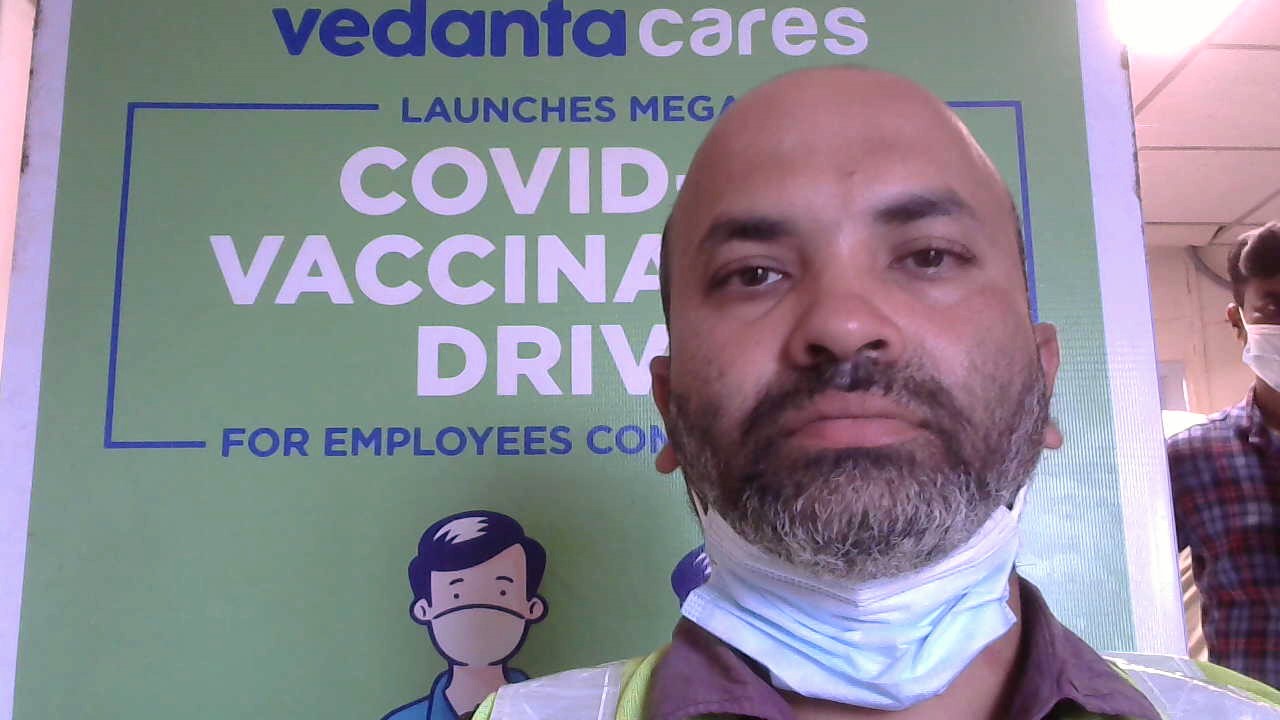 vedanta cares
LAUNCHES MEGA
COVID-
VACCINA
DRIV
FOR EMPLOYEES CON